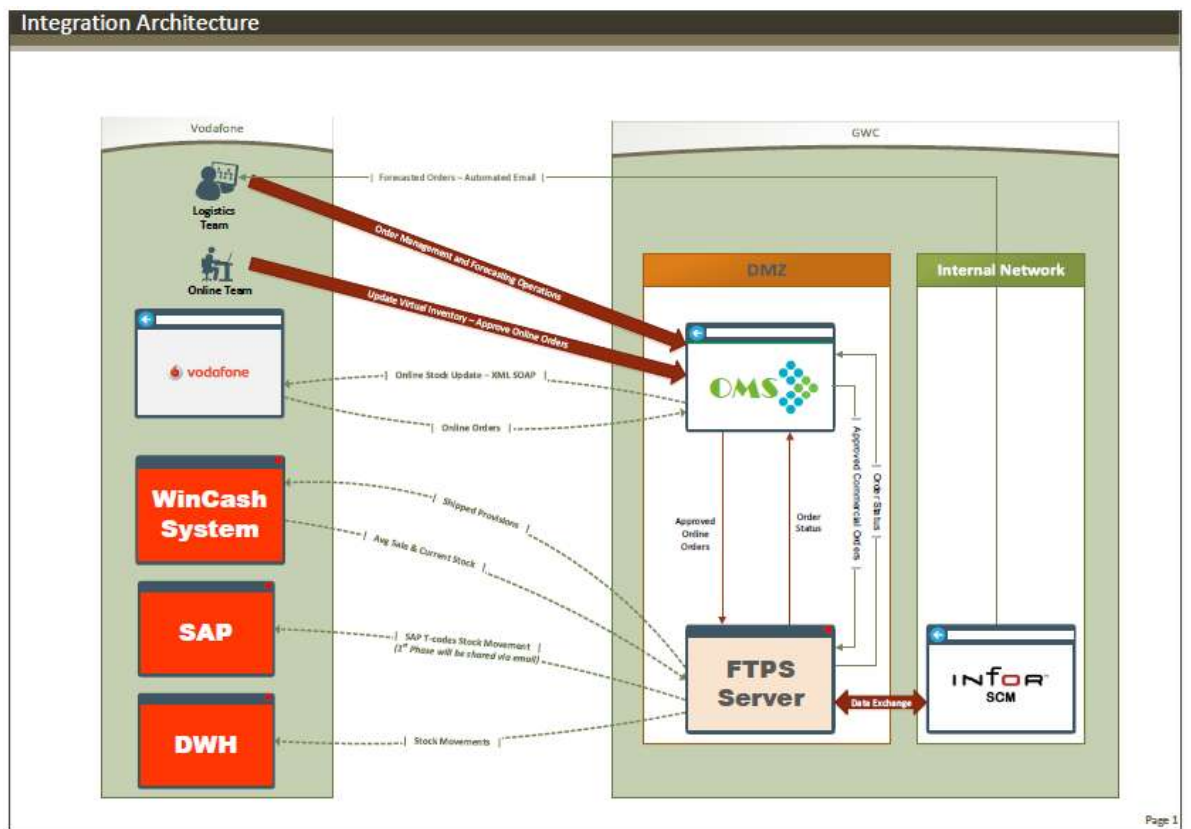 Integration Architecture
Vodafone
GWC
Forecasted Orders – Automated Email
Logistics
Team
Order Management and Forecasting Operations
DMZ
Internal Network
Online Team
Update Virtual Inventory – Approve Online Orders
vodafone
OMS
Online Stock Update – XML SOAP
Online Orders
Approved Commercial Orders
Order Status
WinCash
System
Shipped Provisions
Avg Sale & Current Stock
Approved
Online
Orders
Order
Status
SAP
SAP T-codes Stock Movement
(1st Phase will be shared via email)
FTPS
Server
Data Exchange
INFOR™
SCM
DWH
Stock Movements
Page 1